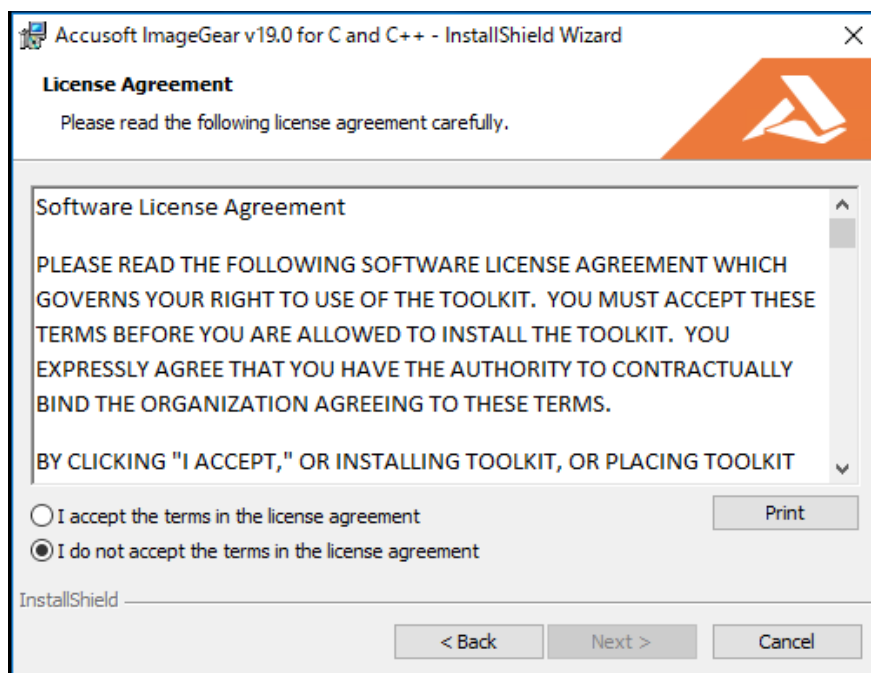 Accusoft ImageGear v19.0 for C and C++ - InstallShield Wizard
License Agreement
Please read the following license agreement carefully.
Software License Agreement
PLEASE READ THE FOLLOWING SOFTWARE LICENSE AGREEMENT WHICH
GOVERNS YOUR RIGHT TO USE OF THE TOOLKIT.  YOU MUST ACCEPT THESE
TERMS BEFORE YOU ARE ALLOWED TO INSTALL THE TOOLKIT.  YOU
EXPRESSLY AGREE THAT YOU HAVE THE AUTHORITY TO CONTRACTUALLY
BIND THE ORGANIZATION AGREEING TO THESE TERMS.
BY CLICKING "I ACCEPT," OR INSTALLING TOOLKIT, OR PLACING TOOLKIT
I accept the terms in the license agreement
Print
I do not accept the terms in the license agreement
InstallShield
< Back
Next >
Cancel